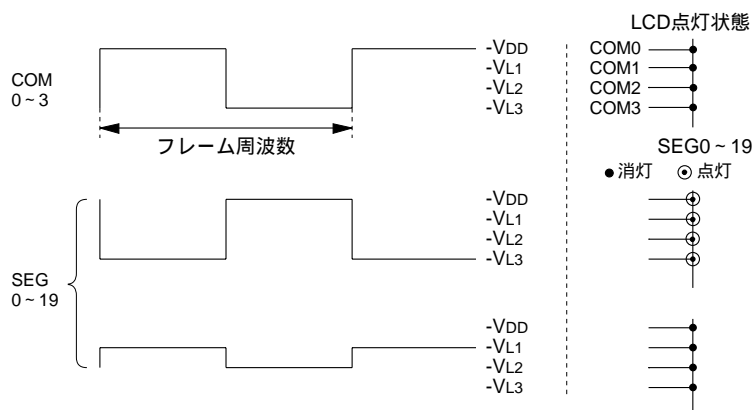 LCD点灯状態
-VDD
-VL1
-VL2
-VL3
COM
0~3
フレーム周波数
COM0
COM1
COM2
COM3
SEG0~19
●消灯 ◉点灯
-VDD
-VL1
-VL2
-VL3
SEG
0~19
-VDD
-VL1
-VL2
-VL3